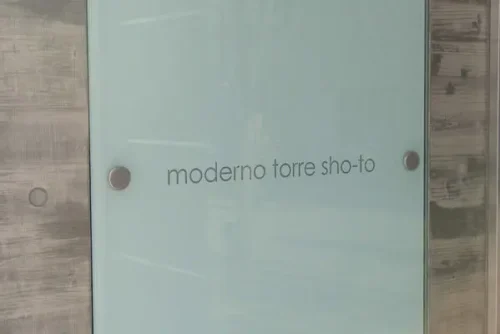 moderno torre sho-to